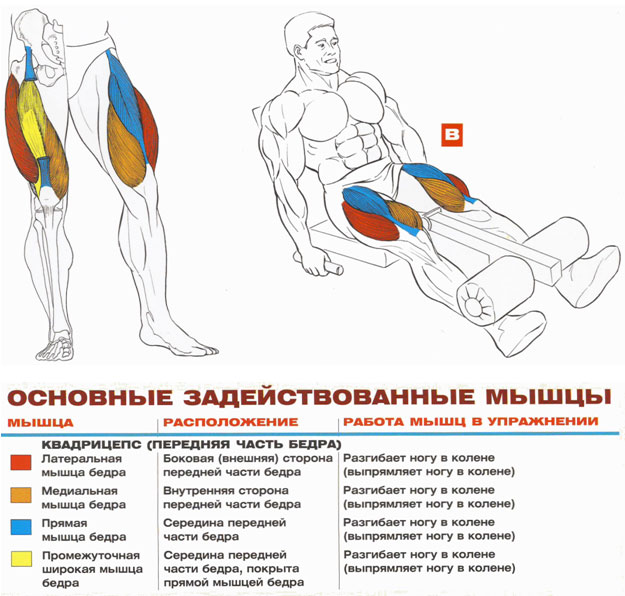 B
ОСНОВНЫЕ ЗАДЕЙСТВОВАННЫЕ МЫШЦЫ
МЫШЦА РАСПОЛОЖЕНИЕ РАБОТА МЫШЦ В УПРАЖНЕНИИ
КВАДРИЦЕПС (ПЕРЕДНЯЯ ЧАСТЬ БЕДРА)
Латеральная Боковая (внешняя) сторона Разгибает ногу в колене
мышца бедра передней части бедра (выпрямляет ногу в колене)
Медиальная Внутренняя сторона Разгибает ногу в колене
мышца бедра передней части бедра (выпрямляет ногу в колене)
Прямая Середина передней Разгибает ногу в колене
мышца бедра части бедра (выпрямляет ногу в колене)
Промежуточная Середина передней Разгибает ногу в колене
широкая мышца части бедра, покрыта (выпрямляет ногу в колене)
бедра прямой мышцей бедра